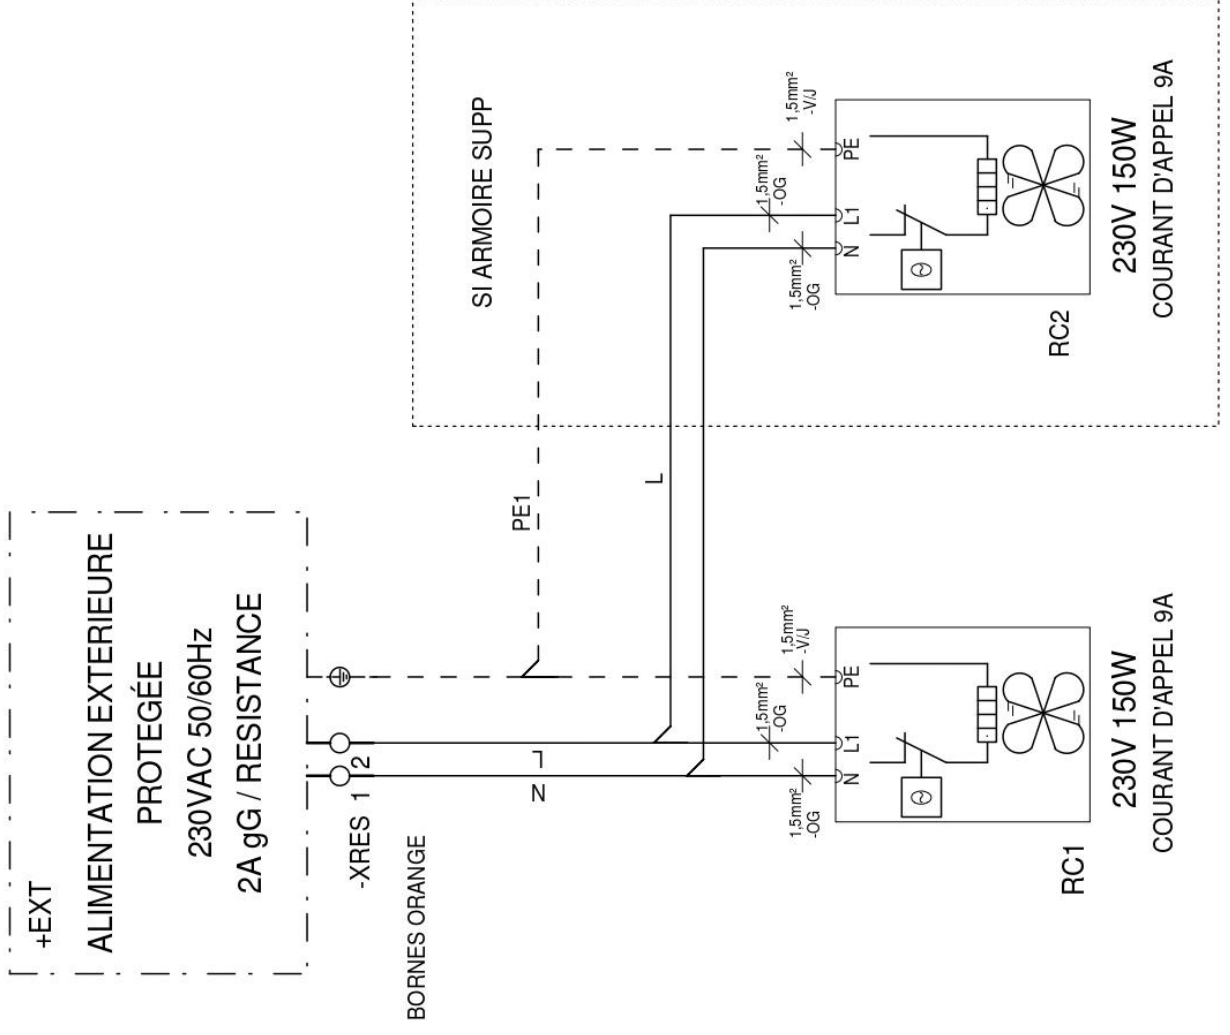 +EXT
ALIMENTATION EXTERIEURE
PROTEGÉE
230VAC 50/60Hz
2A gG / RESISTANCE
-XRES 1 2
BORNES ORANGE
N
L
PE1
L
SI ARMOIRE SUPP
1,5mm²
-OG
1,5mm²
-OG
1,5mm²
-V/J
N L1 PE
RC1
230V 150W
COURANT D'APPEL 9A
1,5mm²
-OG
1,5mm²
-OG
1,5mm²
-V/J
N L1 PE
RC2
230V 150W
COURANT D'APPEL 9A